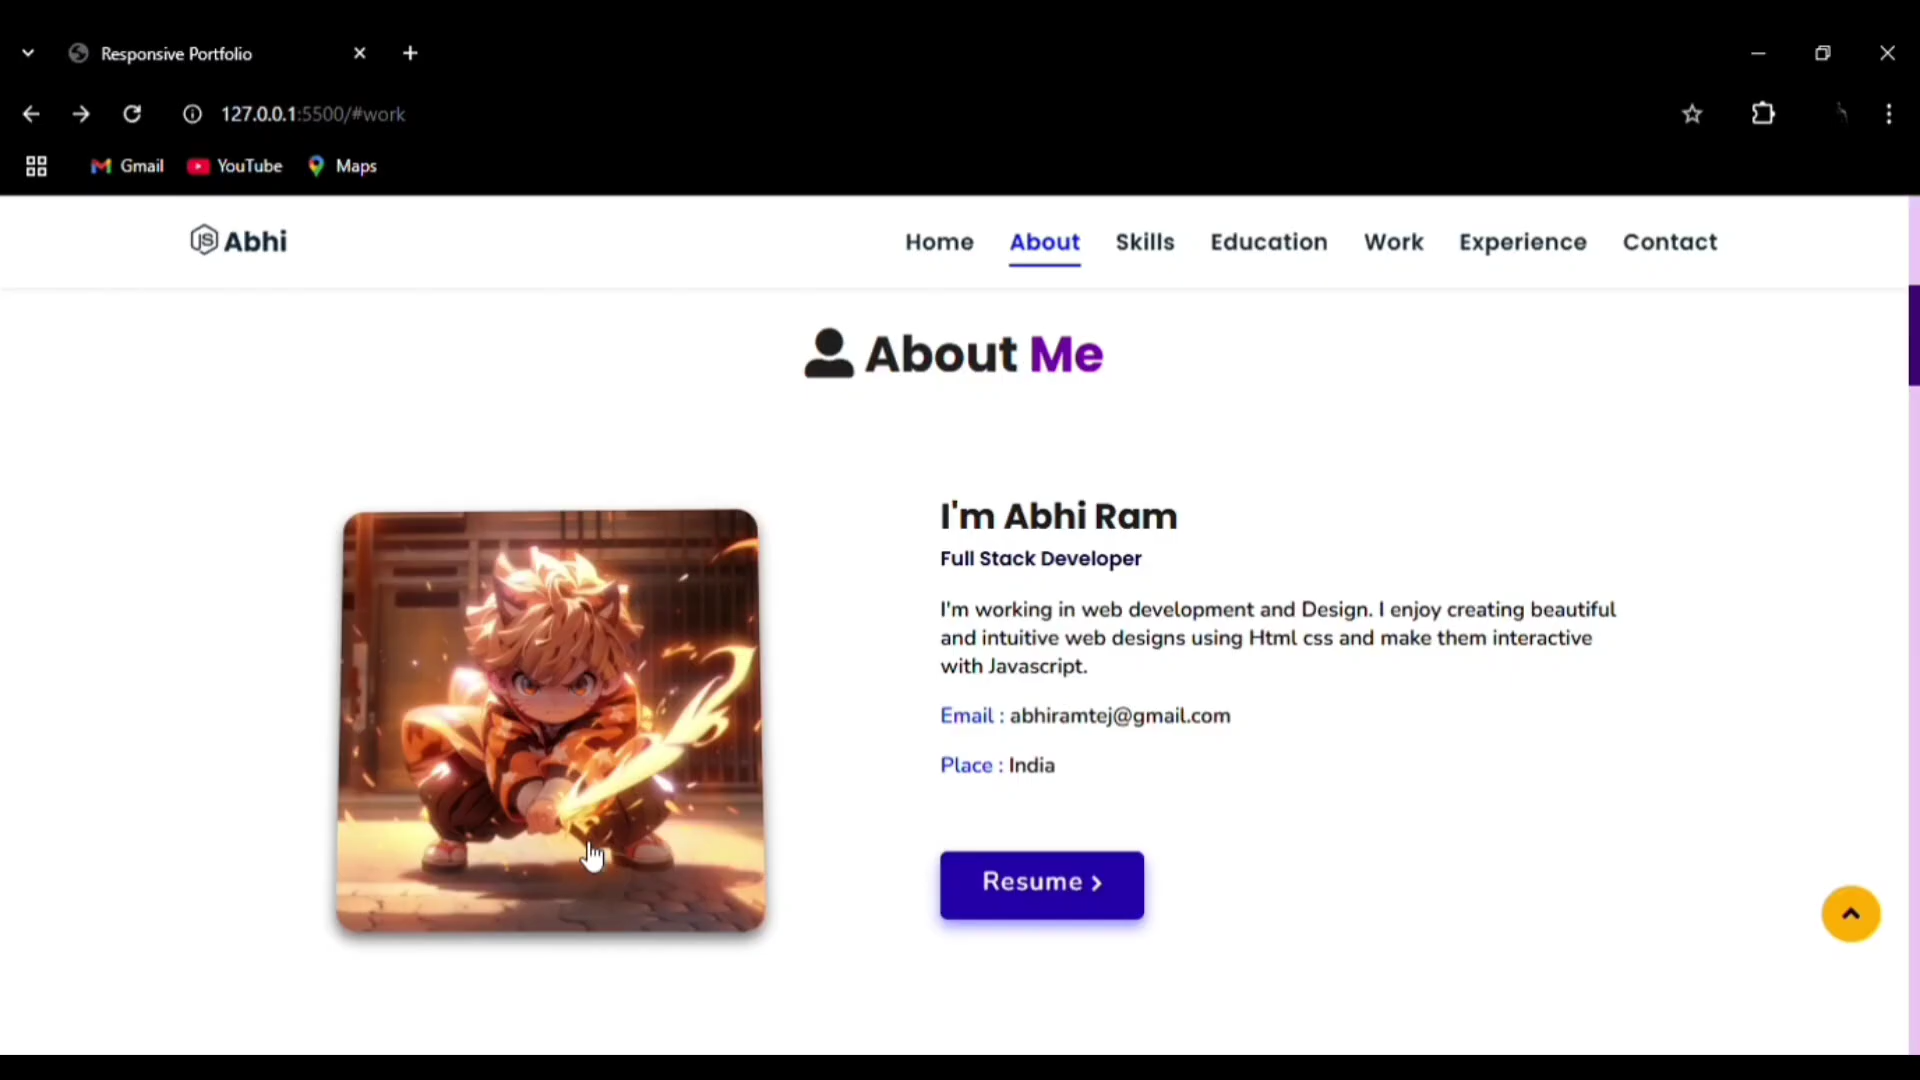 Responsive Portfolio
127.0.0.1:5500/#work
Gmail YouTube Maps
JS Abhi
Home About Skills Education Work Experience Contact
About Me
I'm Abhi Ram
Full Stack Developer
I'm working in web development and Design. I enjoy creating beautiful
and intuitive web designs using Html css and make them interactive
with Javascript.
Email : abhiramtej@gmail.com
Place : India
Resume